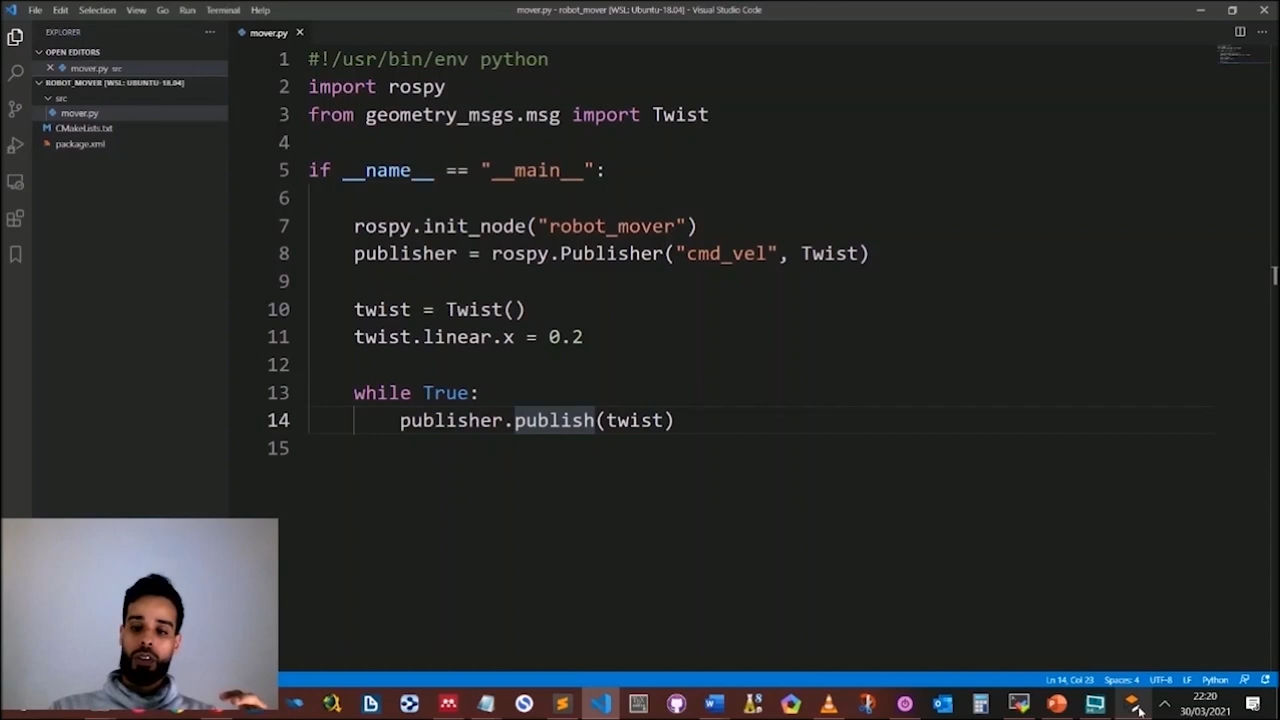 File Edit Selection View Go Run Terminal Help
mover.py - robot_mover [WSL: Ubuntu-18.04] - Visual Studio Code
EXPLORER
OPEN EDITORS
mover.py src
ROBOT_MOVER [WSL: UBUNTU-18.04]
src
mover.py
CMakeLists.txt
package.xml
mover.py
1 #!/usr/bin/env python
2 import rospy
3 from geometry_msgs.msg import Twist
4
5 if __name__ == "__main__":
6
7 rospy.init_node("robot_mover")
8 publisher = rospy.Publisher("cmd_vel", Twist)
9
10 twist = Twist()
11 twist.linear.x = 0.2
12
13 while True:
14 publisher.publish(twist)
15
Ln 14, Col 23 Spaces: 4 UTF-8 LF Python
22:20
30/03/2021